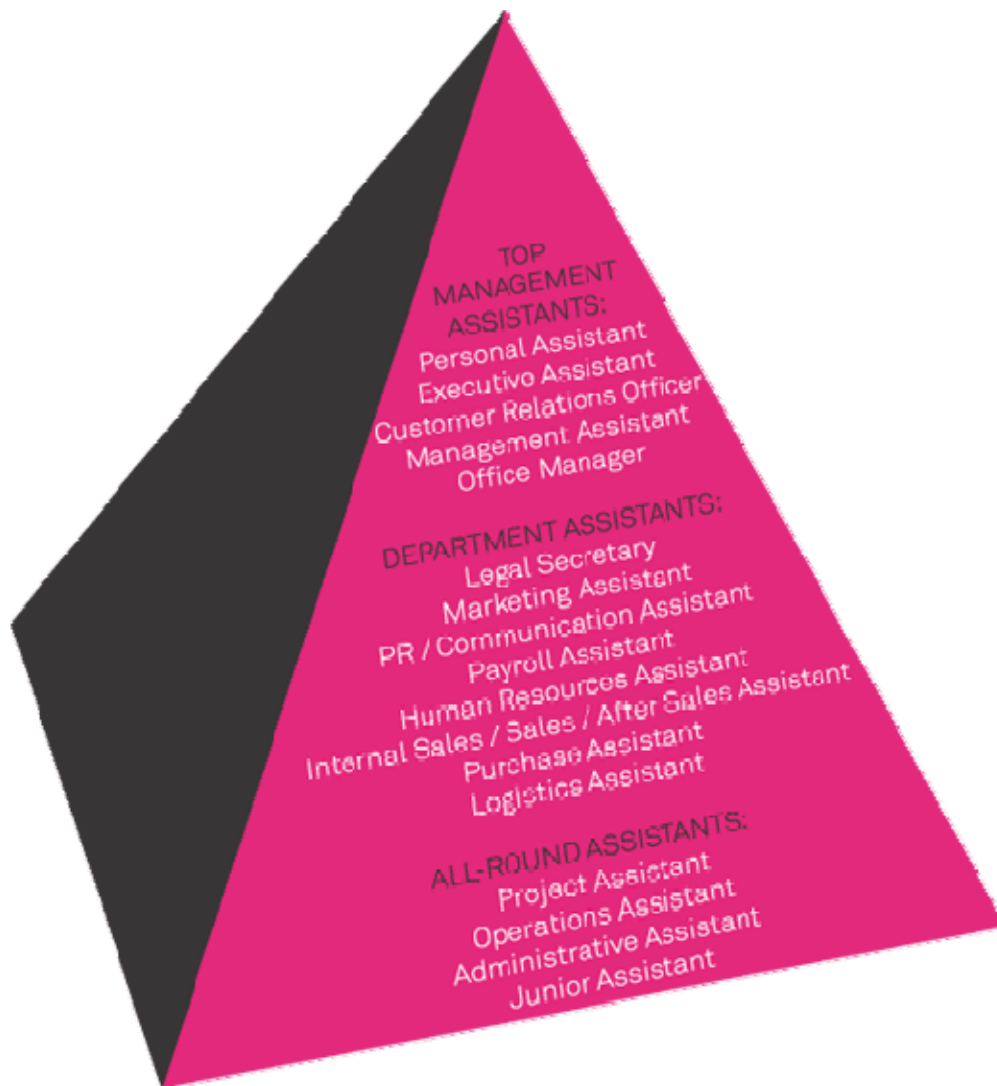 TOP
MANAGEMENT
ASSISTANTS:
Personal Assistant
Executive Assistant
Customer Relations Officer
Management Assistant
Office Manager
DEPARTMENT ASSISTANTS:
Legal Secretary
Marketing Assistant
PR / Communication Assistant
Payroll Assistant
Human Resources Assistant
Internal Sales / Sales / After Sales Assistant
Purchase Assistant
Logistics Assistant
ALL-ROUND ASSISTANTS:
Project Assistant
Operations Assistant
Administrative Assistant
Junior Assistant